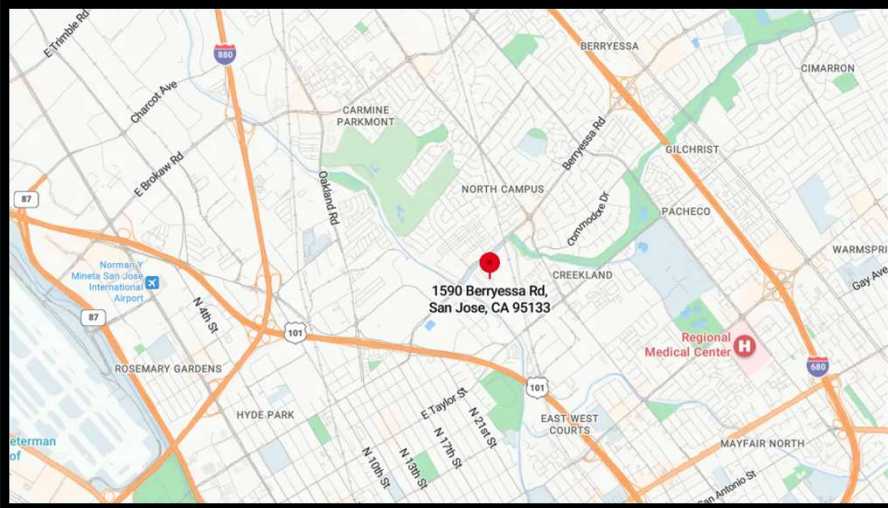 E Trimble Rd
880
BERRYESSA
CIMARRON
Charcot Ave
CARMINE
PARKMONT
Berryessa Rd
GILCHRIST
E Brokaw Rd
Oakland Rd
NORTH CAMPUS
87
Commodore Dr
PACHECO
WARMSPRI
Norman Y
Mineta San Jose
International
Airport
CREEKLAND
Gay Ave
1590 Berryessa Rd,
San Jose, CA 95133
N 4th St
87
101
Regional
Medical Center
H
680
ROSEMARY GARDENS
101
HYDE PARK
E Taylor St
N 21st St
EAST WEST
COURTS
eterman
of
N 17th St
N 13th St
N 10th St
MAYFAIR NORTH
an Antonio St